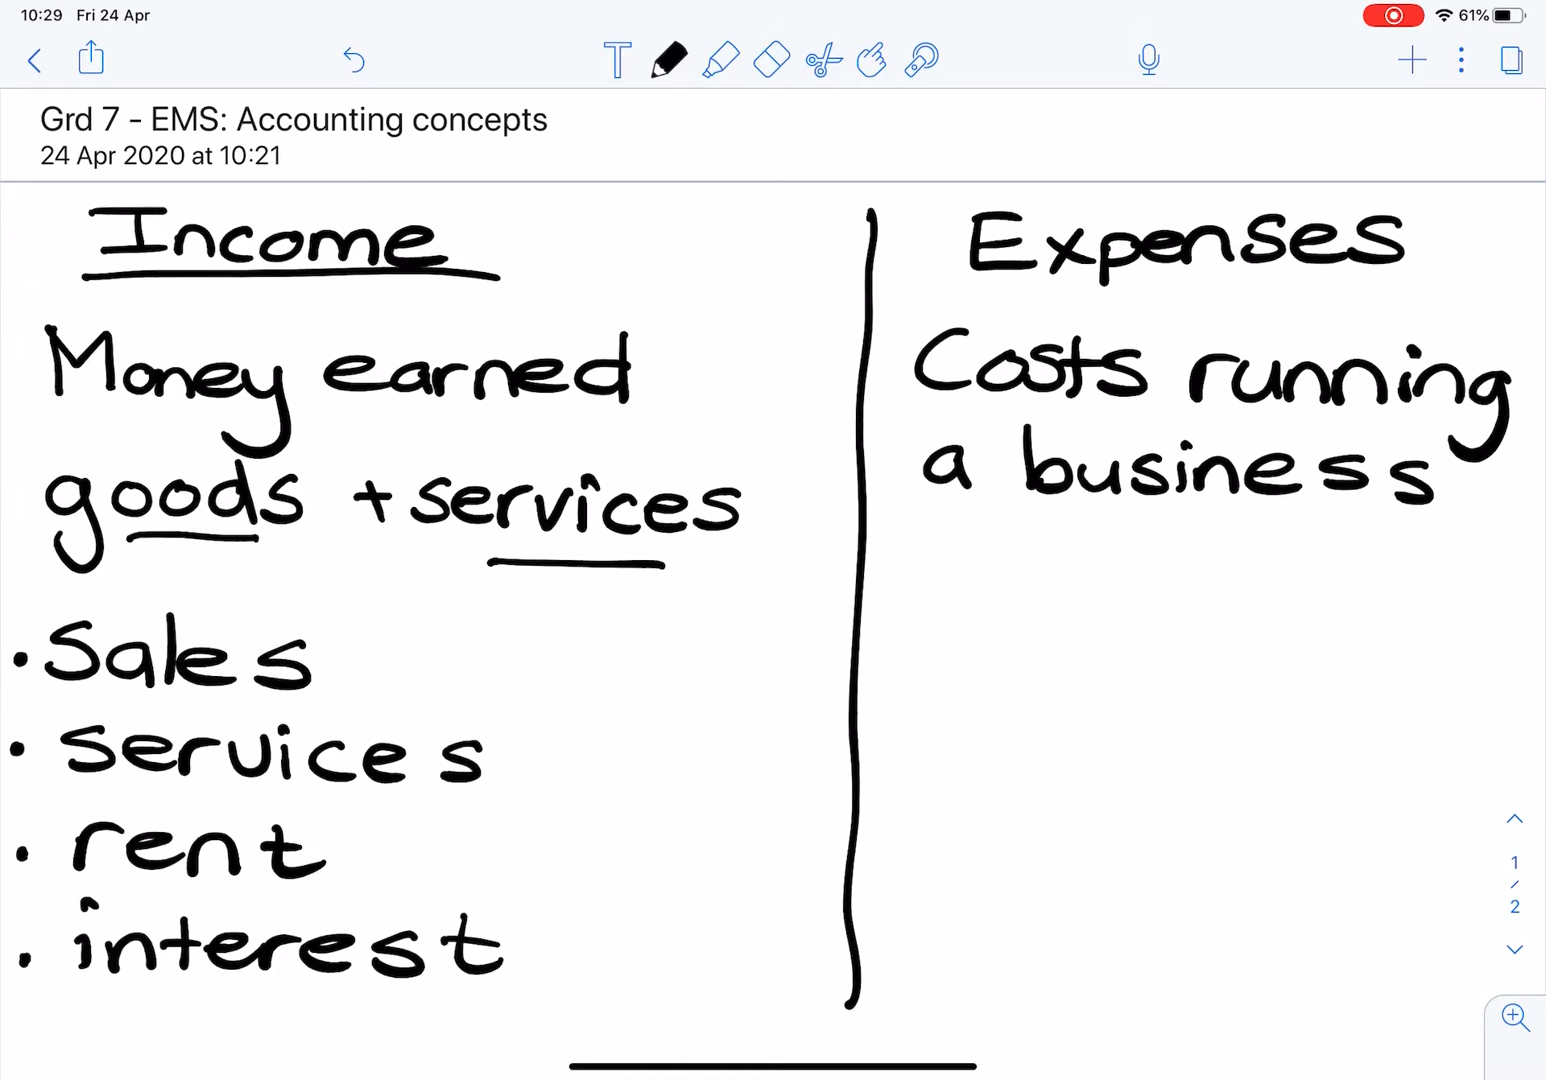 10:29 Fri 24 Apr
61%
Grd 7 - EMS: Accounting concepts
24 Apr 2020 at 10:21
Income
Money earned
goods + services
• Sales
• services
• rent
• interest
Expenses
Costs running
a business
1
/
2